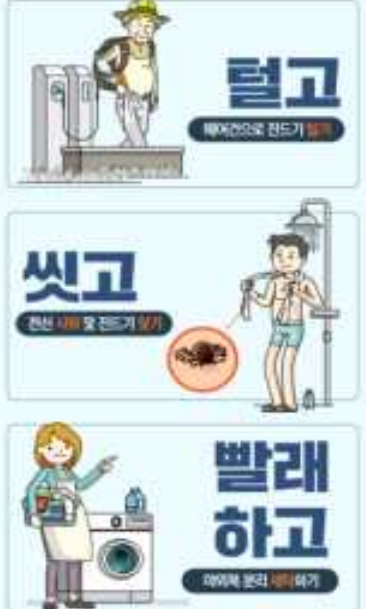 털고
에어건으로 진드기 털기
씻고
전신 샤워 및 진드기 찾기
빨래
하고
야외복 분리 세탁하기